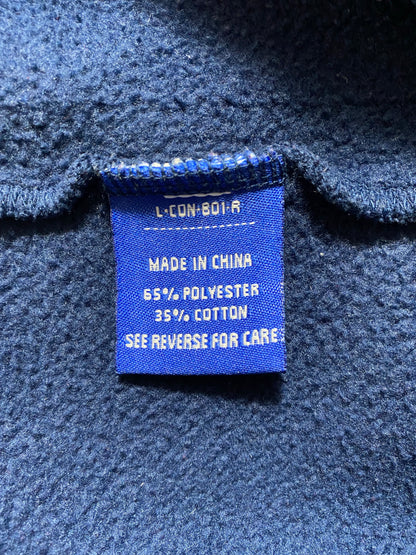 L-CON-801-R
MADE IN CHINA
65% POLYESTER
35% COTTON
SEE REVERSE FOR CARE